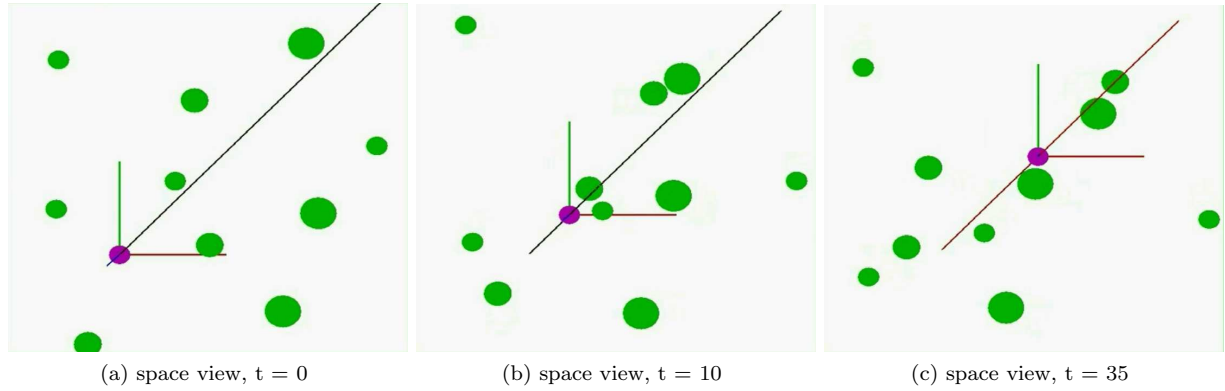 (a) space view, t = 0
(b) space view, t = 10
(c) space view, t = 35